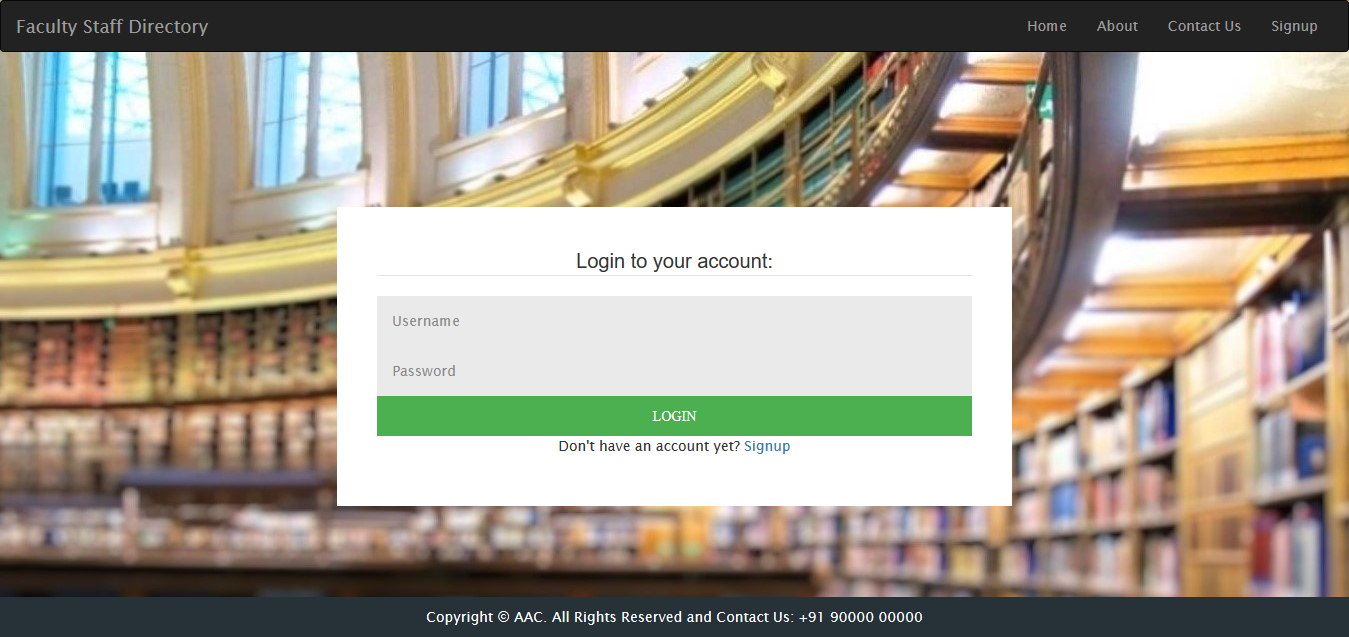 Faculty Staff Directory
Home About Contact Us Signup
Login to your account:
Username
Password
LOGIN
Don't have an account yet? Signup
Copyright © AAC. All Rights Reserved and Contact Us: +91 90000 00000